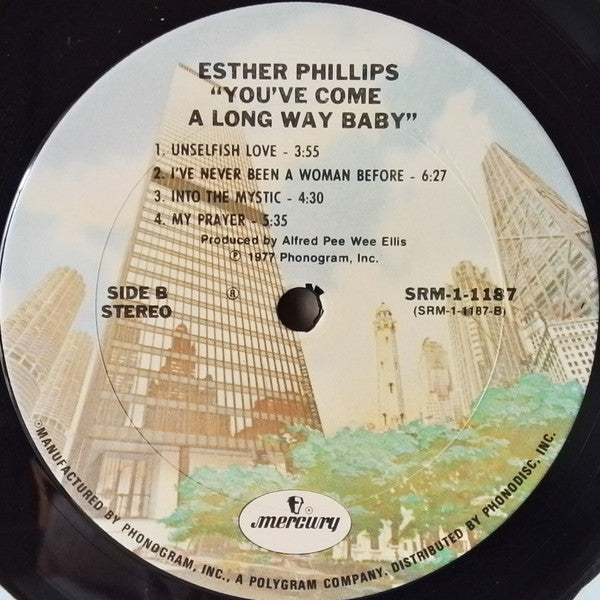 ESTHER PHILLIPS
"YOU'VE COME
A LONG WAY BABY"
1. UNSELFISH LOVE - 3:55
2. I'VE NEVER BEEN A WOMAN BEFORE - 6:27
3. INTO THE MYSTIC - 4:30
4. MY PRAYER - 5:35
Produced by Alfred Pee Wee Ellis
℗ 1977 Phonogram, Inc.
SIDE B
STEREO
®
SRM-1-1187
(SRM-1-1187-B)
mercury
MANUFACTURED BY PHONOGRAM, INC., A POLYGRAM COMPANY. DISTRIBUTED BY PHONODISC, INC.